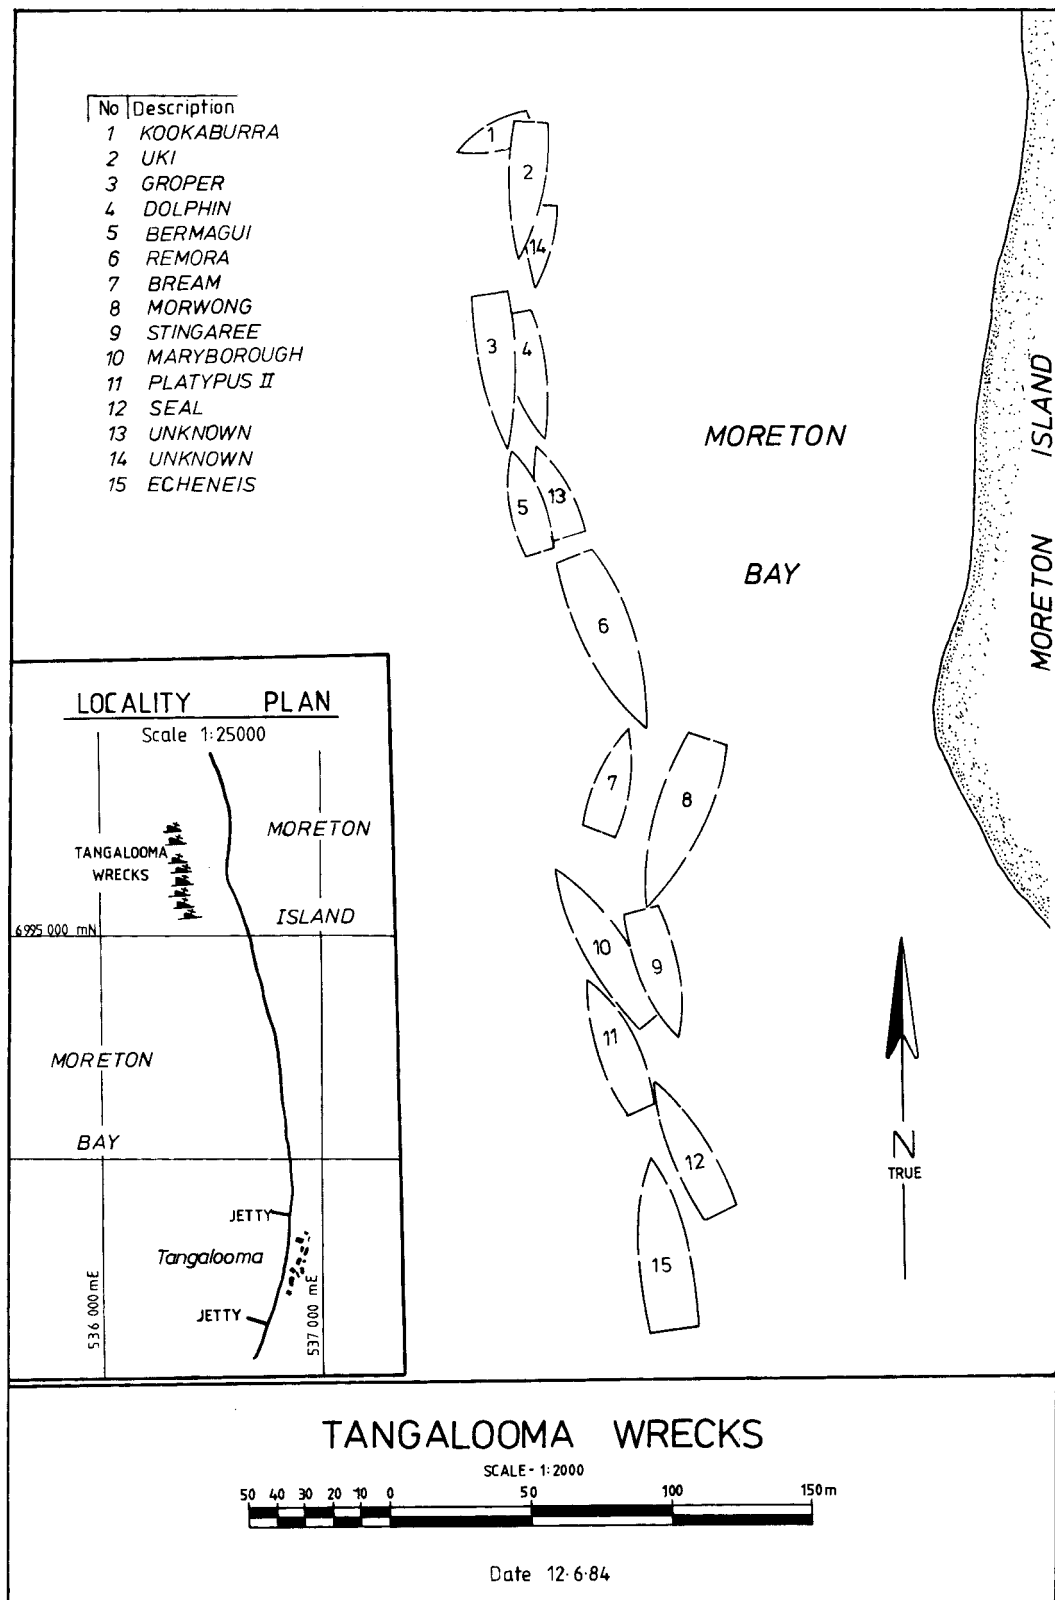 No Description
1 KOOKABURRA
2 UKI
3 GROPER
4 DOLPHIN
5 BERMAGUI
6 REMORA
7 BREAM
8 MORWONG
9 STINGAREE
10 MARYBOROUGH
11 PLATYPUS II
12 SEAL
13 UNKNOWN
14 UNKNOWN
15 ECHENEIS
1
2
14
3
4
5
13
6
7
8
10
9
11
12
15
MORETON
BAY
MORETON ISLAND
LOCALITY PLAN
Scale 1:25000
TANGALOOMA
WRECKS
MORETON
ISLAND
6995 000 mN
MORETON
BAY
JETTY
Tangalooma
JETTY
536 000 mE
537 000 mE
N
TRUE
TANGALOOMA WRECKS
SCALE - 1:2000
50 40 30 20 10 0 50 100 150 m
Date 12·6·84